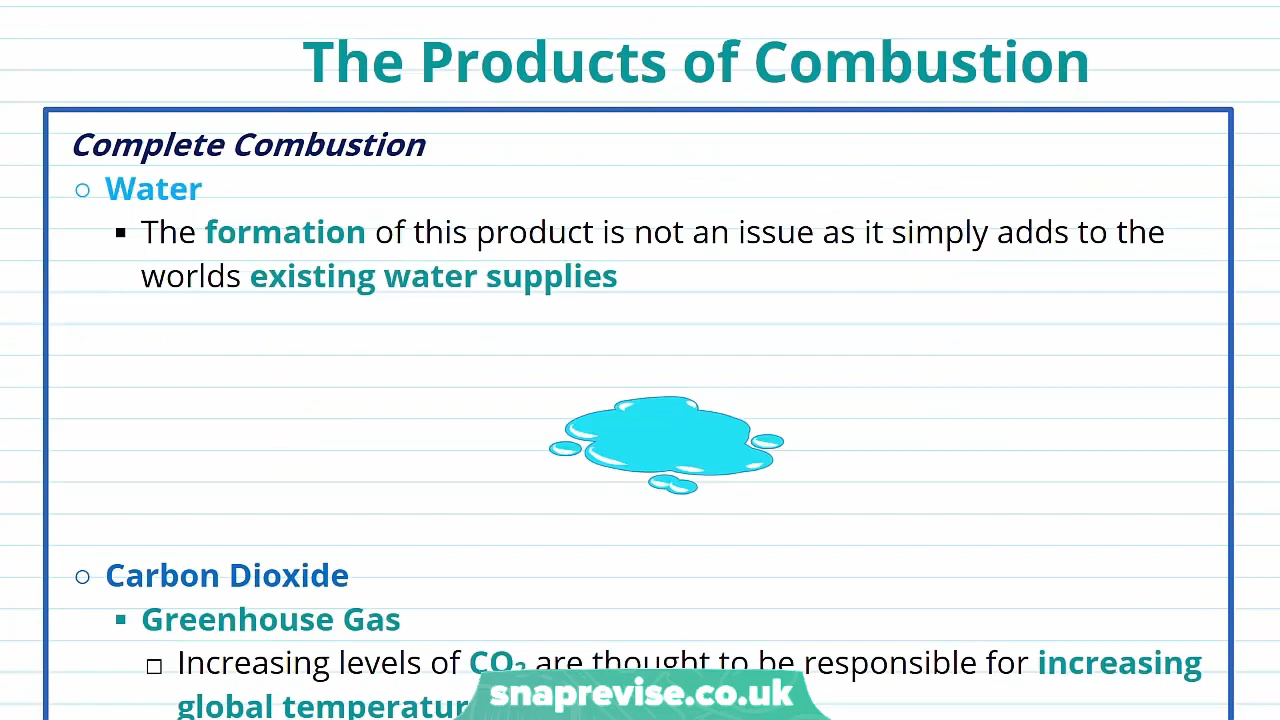 The Products of Combustion
Complete Combustion
○ Water
▪ The formation of this product is not an issue as it simply adds to the
worlds existing water supplies
○ Carbon Dioxide
▪ Greenhouse Gas
□ Increasing levels of CO₂ are thought to be responsible for increasing
global
snaprevise.co.uk